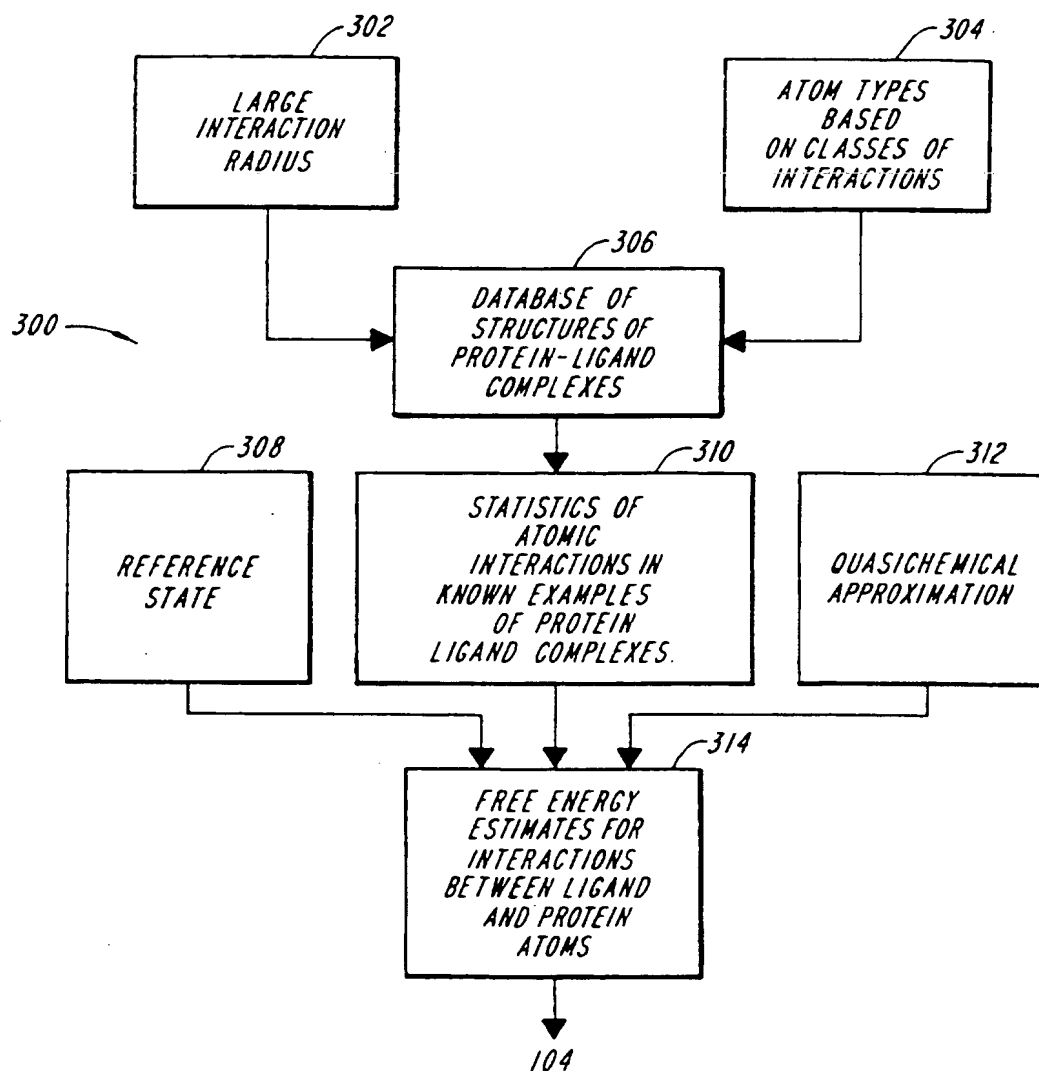 302
LARGE
INTERACTION
RADIUS
304
ATOM TYPES
BASED
ON CLASSES OF
INTERACTIONS
306
DATABASE OF
STRUCTURES OF
PROTEIN-LIGAND
COMPLEXES
300
308
REFERENCE
STATE
310
STATISTICS OF
ATOMIC
INTERACTIONS IN
KNOWN EXAMPLES
OF PROTEIN
LIGAND COMPLEXES.
312
QUASICHEMICAL
APPROXIMATION
314
FREE ENERGY
ESTIMATES FOR
INTERACTIONS
BETWEEN LIGAND
AND PROTEIN
ATOMS
104